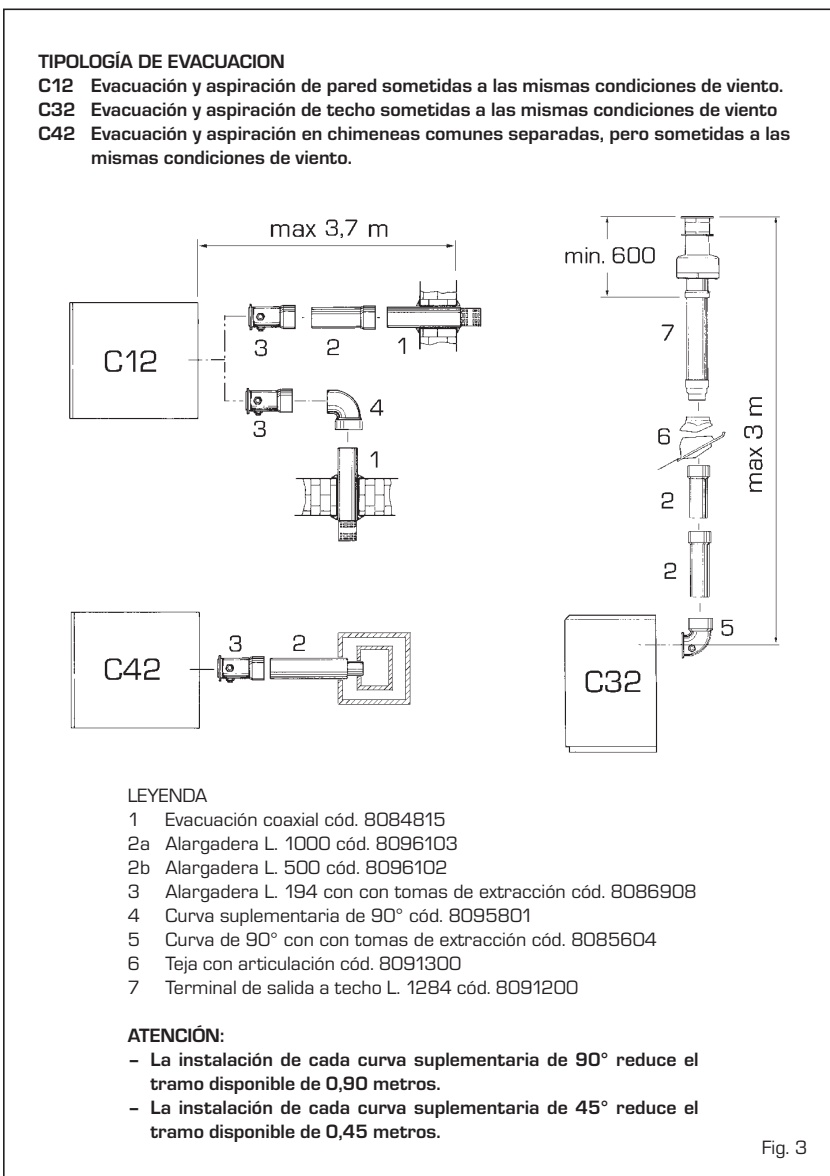 TIPOLOGÍA DE EVACUACION
C12 Evacuación y aspiración de pared sometidas a las mismas condiciones de viento.
C32 Evacuación y aspiración de techo sometidas a las mismas condiciones de viento
C42 Evacuación y aspiración en chimeneas comunes separadas, pero sometidas a las
mismas condiciones de viento.
max 3,7 m
C12
3
2
1
3
4
1
C42
3
2
min. 600
7
6
2
2
5
max 3 m
C32
LEYENDA
1 Evacuación coaxial cód. 8084815
2a Alargadera L. 1000 cód. 8096103
2b Alargadera L. 500 cód. 8096102
3 Alargadera L. 194 con con tomas de extracción cód. 8086908
4 Curva suplementaria de 90° cód. 8095801
5 Curva de 90° con con tomas de extracción cód. 8085604
6 Teja con articulación cód. 8091300
7 Terminal de salida a techo L. 1284 cód. 8091200
ATENCIÓN:
– La instalación de cada curva suplementaria de 90° reduce el
tramo disponible de 0,90 metros.
– La instalación de cada curva suplementaria de 45° reduce el
tramo disponible de 0,45 metros.
Fig. 3